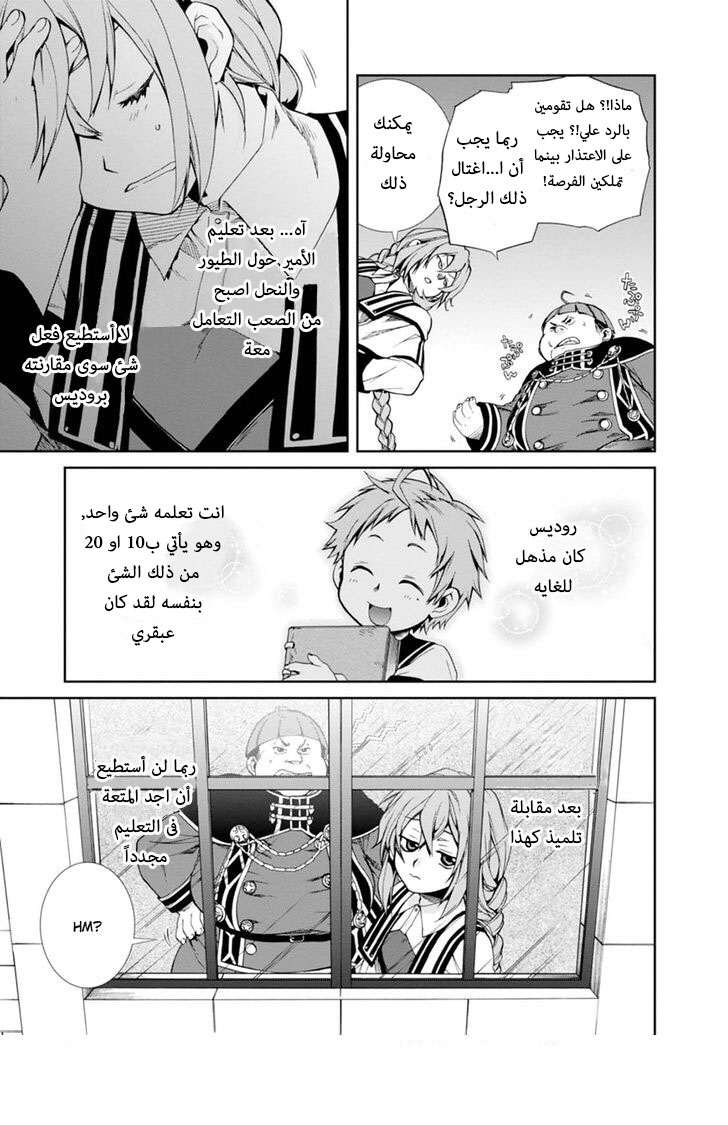 ماذا!؟ هل تقومين
بالرد علي!؟ يجب
على الاعتذار بينما
تملكين الفرصة!
ربما يجب
أن ا...اغتال
ذلك الرجل؟
يمكنك
محاولة
ذلك
آه... بعد تعليم
الأمير حول الطيور
والنحل اصبح
من الصعب التعامل
معة
لا أستطيع فعل
شئ سوى مقارنته
بروديس
روديس
كان مذهل
للغايه
انت تعلمه شئ واحد,
وهو يأتي ب10 او 20
من ذلك الشئ
بنفسه لقد كان
عبقري
بعد مقابلة
تلميذ كهذا
ربما لن أستطيع
أن اجد المتعة
فى التعليم
مجدداً
HM?